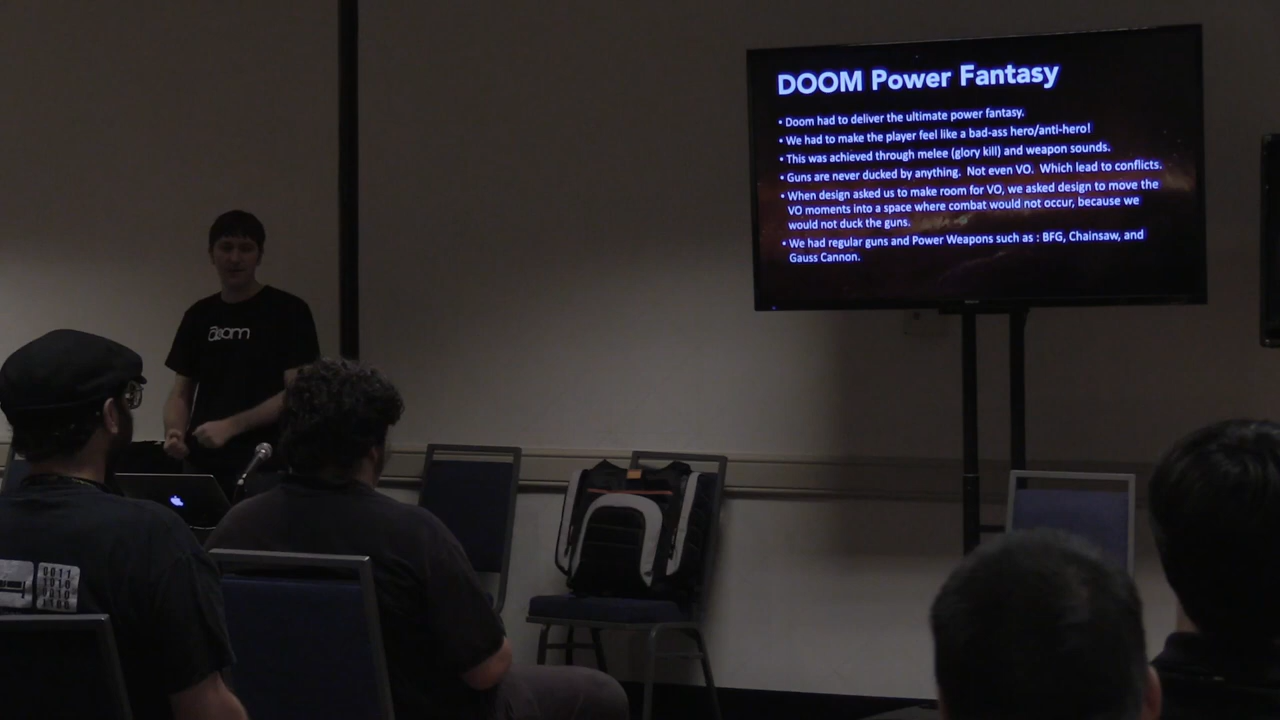 DOOM Power Fantasy
• Doom had to deliver the ultimate power fantasy.
• We had to make the player feel like a bad-ass hero/anti-hero!
• This was achieved through melee (glory kill) and weapon sounds.
• Guns are never ducked by anything.  Not even VO.  Which lead to conflicts.
• When design asked us to make room for VO, we asked design to move the
VO moments into a space where combat would not occur, because we
would not duck the guns.
• We had regular guns and Power Weapons such as : BFG, Chainsaw, and
Gauss Cannon.
0011
1010